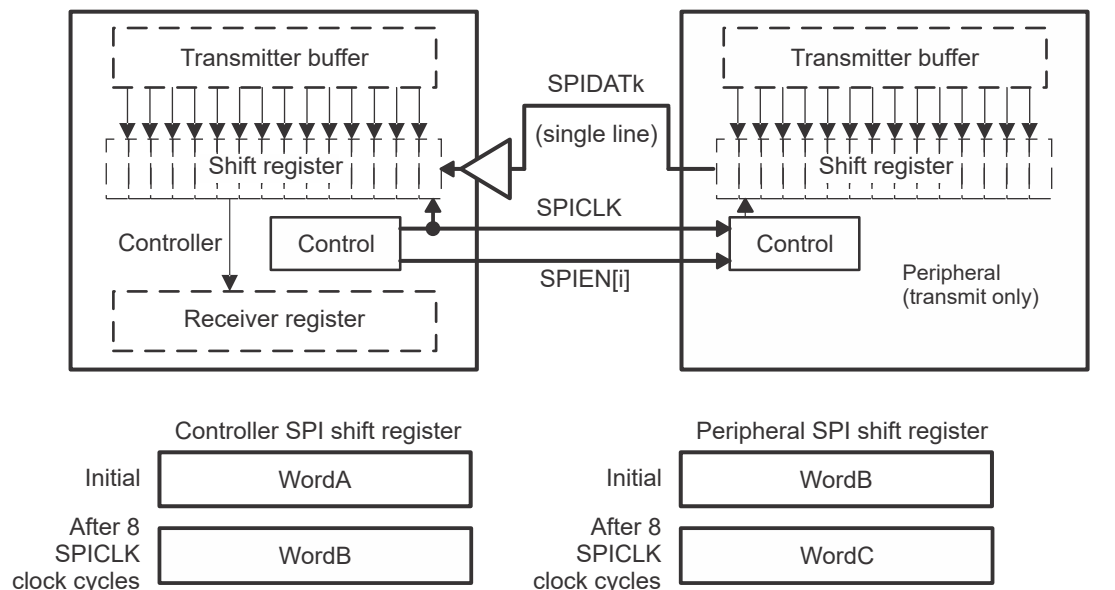 Transmitter buffer
Shift register
Controller
Control
Receiver register
SPIDATk
(single line)
SPICLK
SPIEN[i]
Transmitter buffer
Shift register
Control
Peripheral
(transmit only)
Controller SPI shift register
Initial
WordA
After 8
SPICLK
clock cycles
WordB
Peripheral SPI shift register
Initial
WordB
After 8
SPICLK
clock cycles
WordC